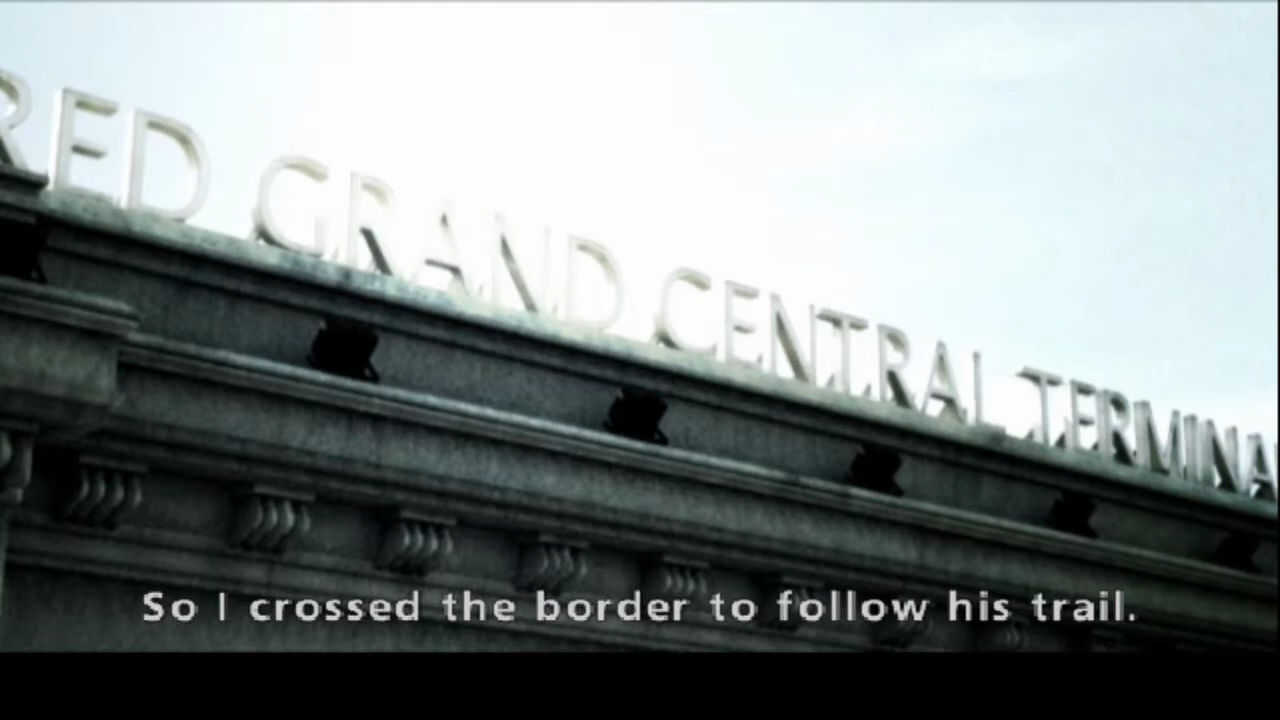 RED GRAND CENTRAL TERMINA
So I crossed the border to follow his trail.